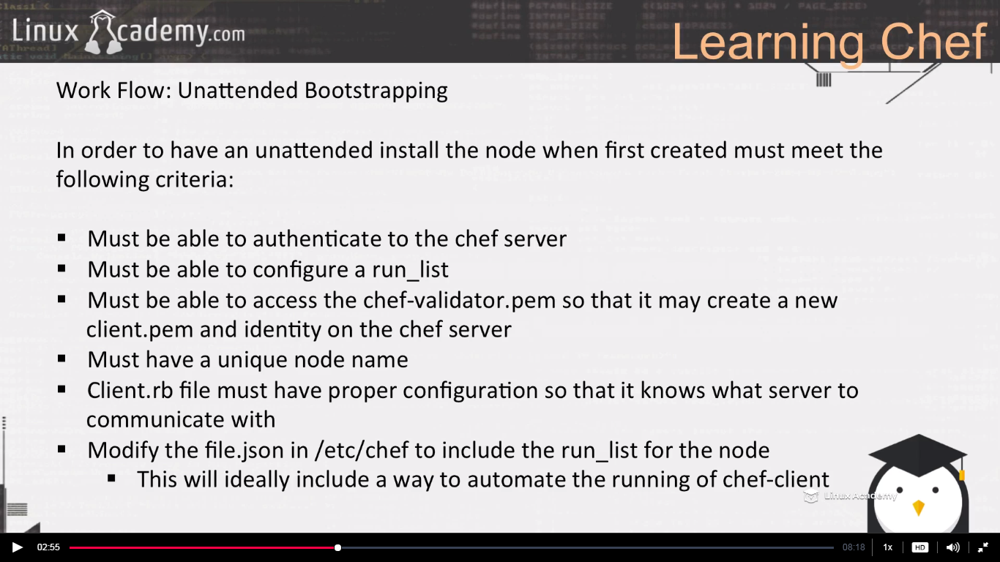 Linux Academy.com
Learning Chef
Work Flow: Unattended Bootstrapping
In order to have an unattended install the node when first created must meet the
following criteria:
▪ Must be able to authenticate to the chef server
▪ Must be able to configure a run_list
▪ Must be able to access the chef-validator.pem so that it may create a new
client.pem and identity on the chef server
▪ Must have a unique node name
▪ Client.rb file must have proper configuration so that it knows what server to
communicate with
▪ Modify the file.json in /etc/chef to include the run_list for the node
▪ This will ideally include a way to automate the running of chef-client
Linux Academy
02:55 08:18 1x HD